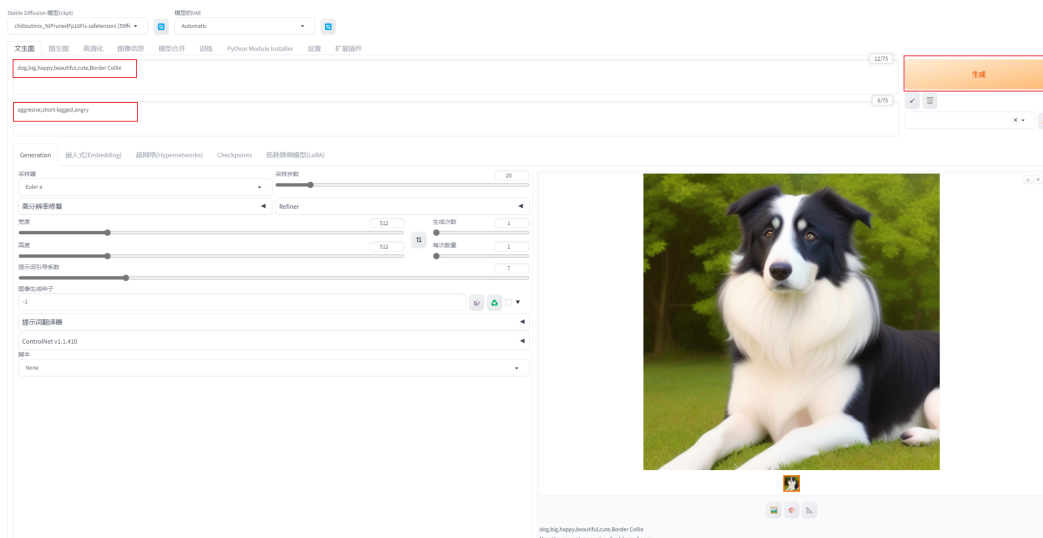 Stable Diffusion 模型(ckpt)
模型的VAE
chilloutmix_NiPrunedFp16Fix.safetensors [59ffe
Automatic
文生图 图生图 高清化 图像信息 模型合并 训练 Python Module Installer 设置 扩展插件
12/75
dog,big,happy,beautiful,cute,Border Collie
生成
8/75
aggresive,short-legged,angry
Generation 嵌入式(Embedding) 超网络(Hypernetworks) Checkpoints 低秩微调模型(LoRA)
采样器
Euler a
采样步数
20
高分辨率修复
Refiner
宽度
512
生成次数
1
高度
512
每次数量
1
提示词引导系数
7
图像生成种子
-1
提示词翻译器
ControlNet v1.1.410
脚本
None
dog,big,happy,beautiful,cute,Border Collie